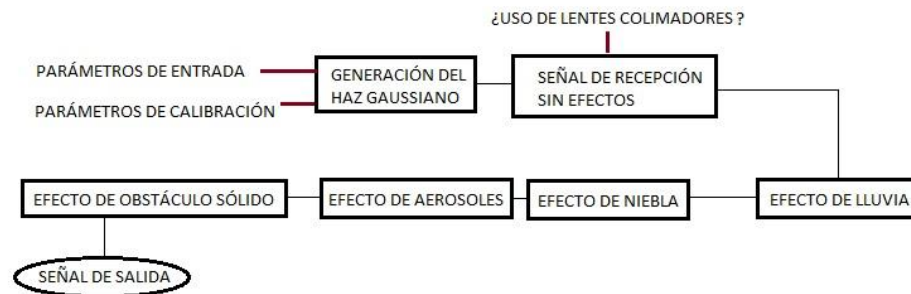 ¿USO DE LENTES COLIMADORES ?
PARÁMETROS DE ENTRADA
PARÁMETROS DE CALIBRACIÓN
GENERACIÓN DEL
HAZ GAUSSIANO
SEÑAL DE RECEPCIÓN
SIN EFECTOS
EFECTO DE OBSTÁCULO SÓLIDO
EFECTO DE AEROSOLES
EFECTO DE NIEBLA
EFECTO DE LLUVIA
SEÑAL DE SALIDA